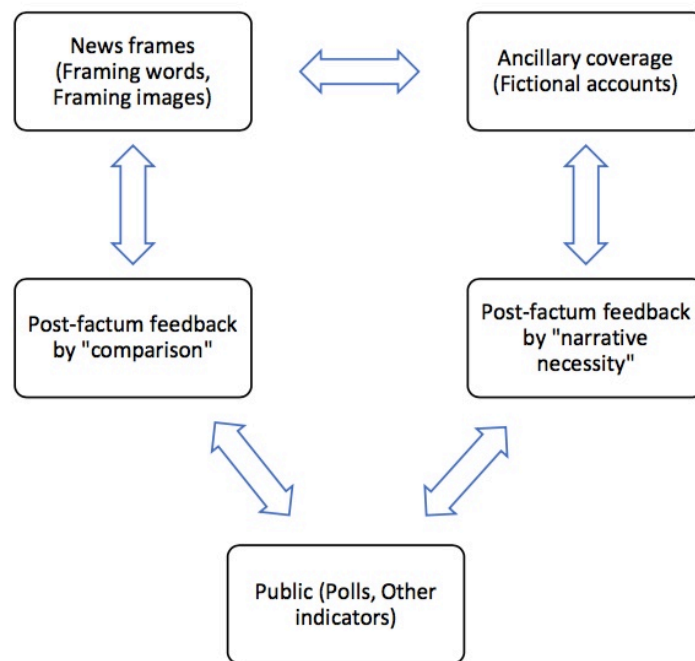 News frames
(Framing words,
Framing images)
Ancillary coverage
(Fictional accounts)
Post-factum feedback
by "comparison"
Post-factum feedback
by "narrative
necessity"
Public (Polls, Other
indicators)